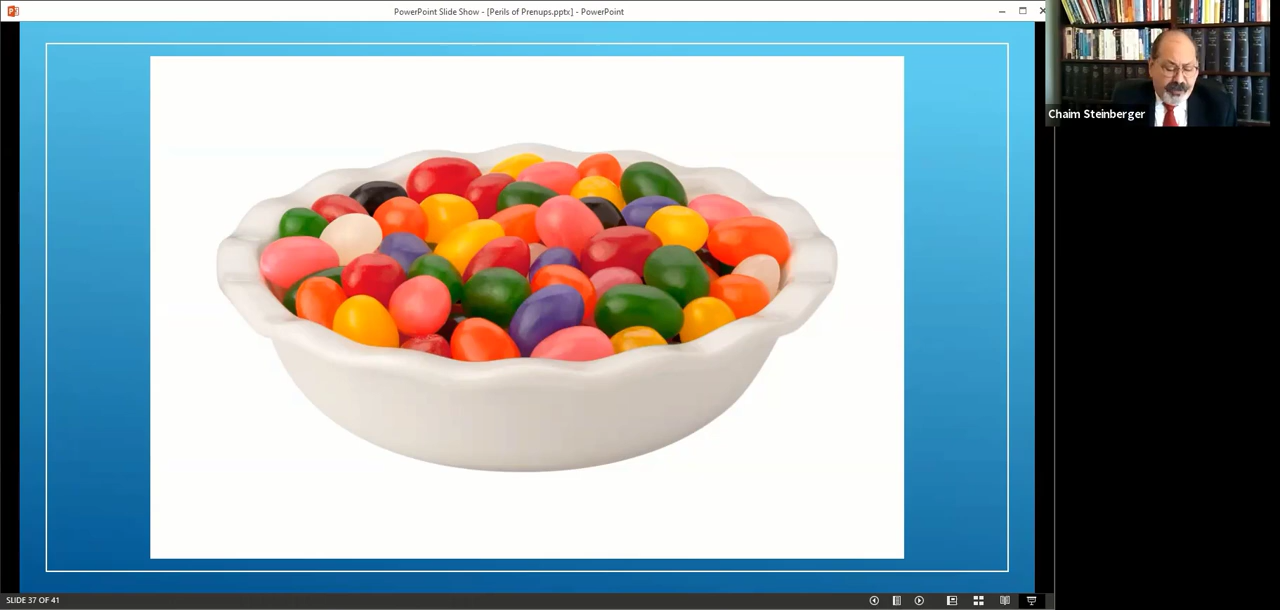 PowerPoint Slide Show - [Perils of Prenups.pptx] - PowerPoint
Chaim Steinberger
SLIDE 37 OF 41